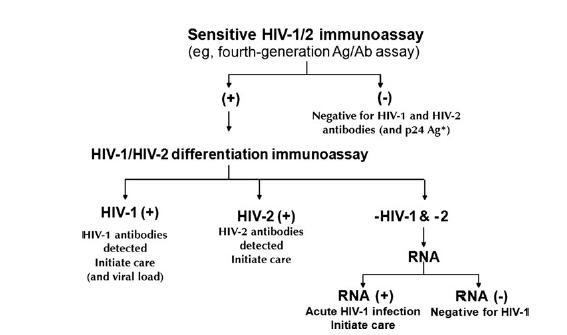 Sensitive HIV-1/2 immunoassay
(eg, fourth-generation Ag/Ab assay)
(+)
(-)
Negative for HIV-1 and HIV-2
antibodies (and p24 Ag*)
HIV-1/HIV-2 differentiation immunoassay
HIV-1 (+)
HIV-1 antibodies
detected
Initiate care
(and viral load)
HIV-2 (+)
HIV-2 antibodies
detected
Initiate care
-HIV-1 & -2
RNA
RNA (+)
Acute HIV-1 infection
Initiate care
RNA (-)
Negative for HIV-1